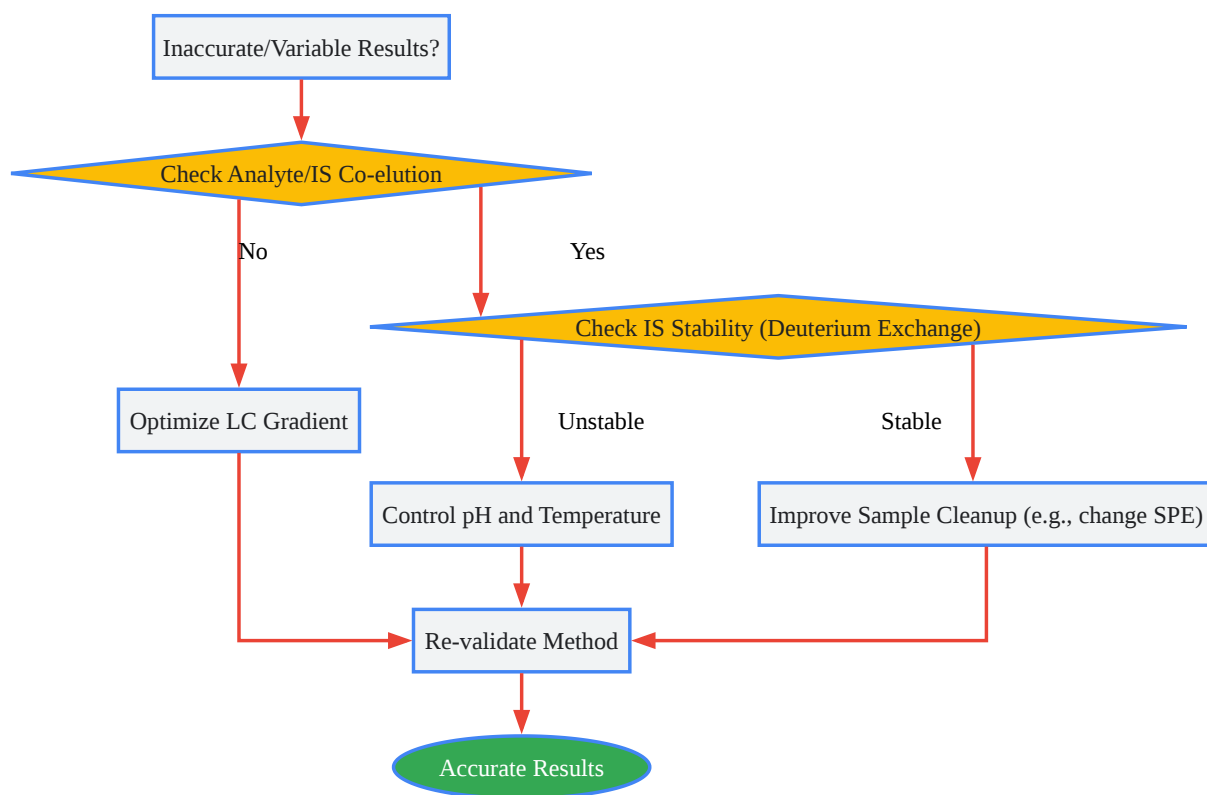 Inaccurate/Variable Results?
Check Analyte/IS Co-elution
No
Yes
Check IS Stability (Deuterium Exchange)
Optimize LC Gradient
Unstable
Stable
Control pH and Temperature
Improve Sample Cleanup (e.g., change SPE)
Re-validate Method
Accurate Results